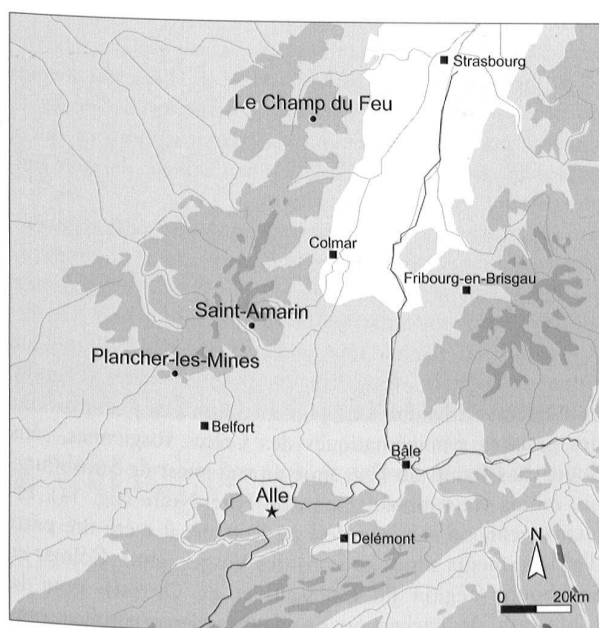 Strasbourg
Le Champ du Feu
Colmar
Fribourg-en-Brisgau
Saint-Amarin
Plancher-les-Mines
Belfort
Bâle
Alle
Delémont
N
0 20km